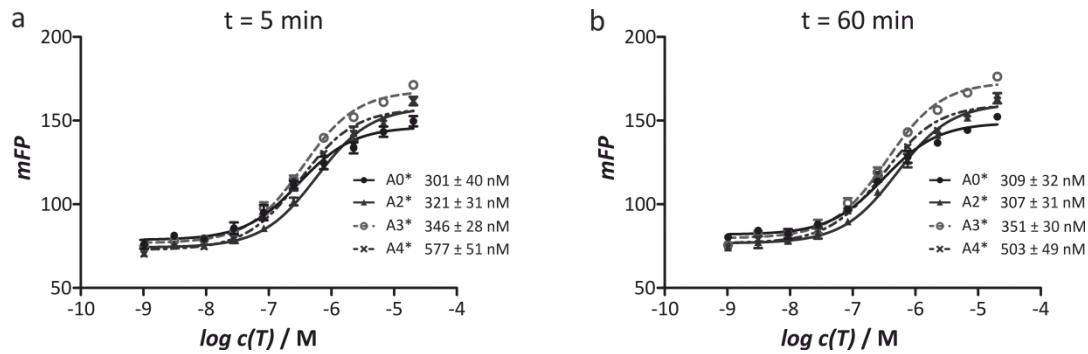 a t = 5 min
200
150
100
50
mFP
A0* 301 ± 40 nM
A2* 321 ± 31 nM
A3* 346 ± 28 nM
A4* 577 ± 51 nM
-10 -9 -8 -7 -6 -5 -4
log c(T) / M
b t = 60 min
200
150
100
50
mFP
A0* 309 ± 32 nM
A2* 307 ± 31 nM
A3* 351 ± 30 nM
A4* 503 ± 49 nM
-10 -9 -8 -7 -6 -5 -4
log c(T) / M